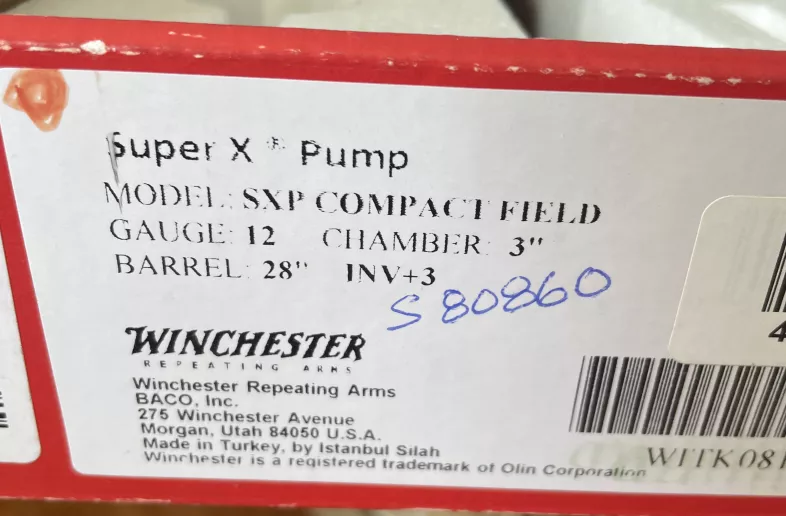 Super X ® Pump
MODEL: SXP COMPACT FIELD
GAUGE: 12 CHAMBER: 3"
BARREL: 28" INV+3
S 80860
WINCHESTER
REPEATING ARMS
Winchester Repeating Arms
BACO, Inc.
275 Winchester Avenue
Morgan, Utah 84050 U.S.A.
Made in Turkey, by Istanbul Silah
Winchester is a registered trademark of Olin Corporation
4